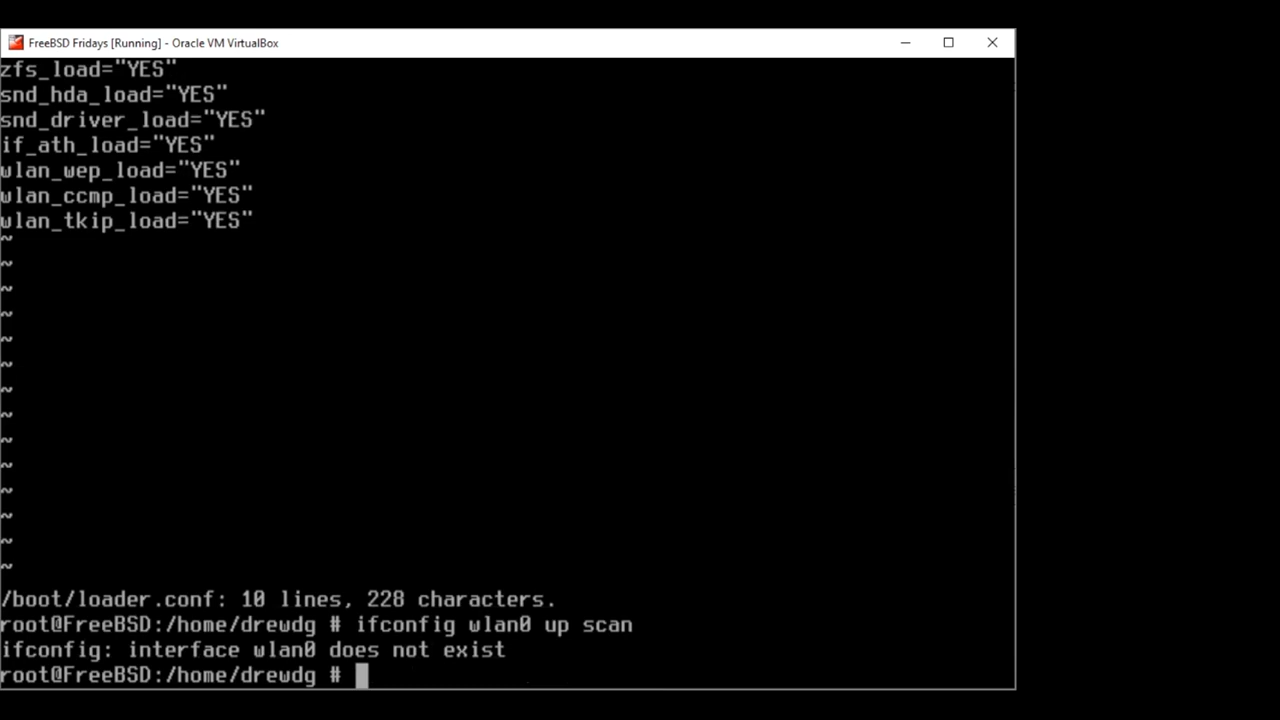 FreeBSD Fridays [Running] - Oracle VM VirtualBox
zfs_load="YES"
snd_hda_load="YES"
snd_driver_load="YES"
if_ath_load="YES"
wlan_wep_load="YES"
wlan_ccmp_load="YES"
wlan_tkip_load="YES"
~
~
~
~
~
~
~
~
~
~
~
~
~
~
/boot/loader.conf: 10 lines, 228 characters.
root@FreeBSD:/home/drewdg # ifconfig wlan0 up scan
ifconfig: interface wlan0 does not exist
root@FreeBSD:/home/drewdg #